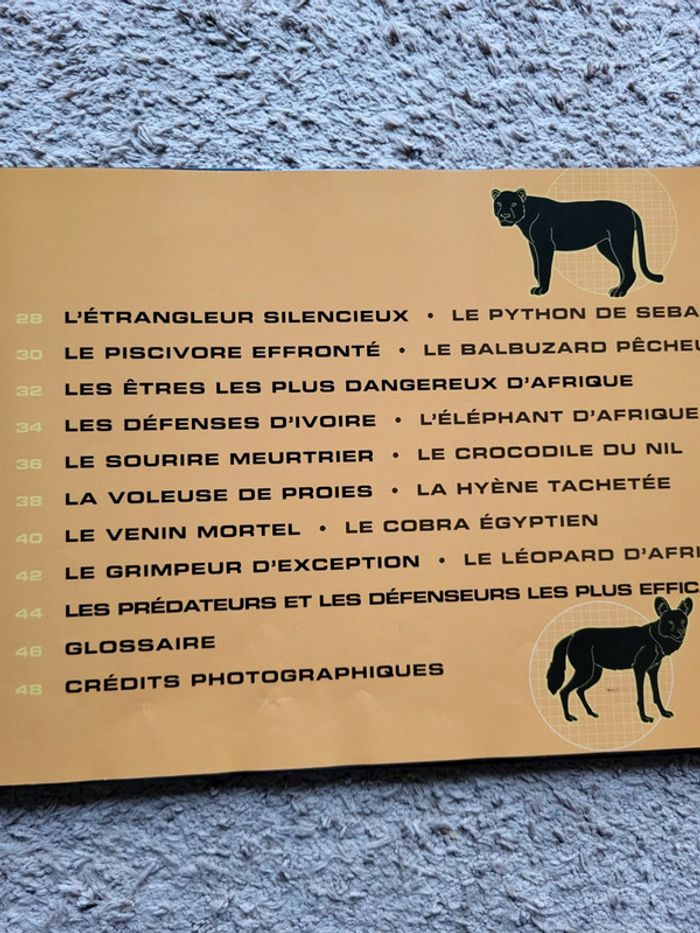 28 L'ÉTRANGLEUR SILENCIEUX • LE PYTHON DE SEBA
30 LE PISCIVORE EFFRONTÉ • LE BALBUZARD PÊCHEU
32 LES ÊTRES LES PLUS DANGEREUX D'AFRIQUE
34 LES DÉFENSES D'IVOIRE • L'ÉLÉPHANT D'AFRIQUE
36 LE SOURIRE MEURTRIER • LE CROCODILE DU NIL
38 LA VOLEUSE DE PROIES • LA HYÈNE TACHETÉE
40 LE VENIN MORTEL • LE COBRA ÉGYPTIEN
42 LE GRIMPEUR D'EXCEPTION • LE LÉOPARD D'AFRI
44 LES PRÉDATEURS ET LES DÉFENSEURS LES PLUS EFFIC
46 GLOSSAIRE
48 CRÉDITS PHOTOGRAPHIQUES